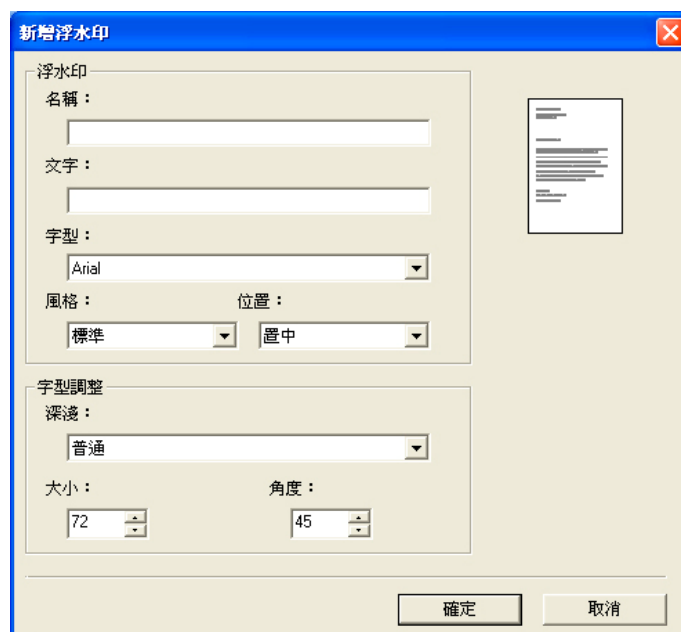 新增浮水印
浮水印
名稱：
文字：
字型：
Arial
風格： 位置：
標準 置中
字型調整
深淺：
普通
大小： 角度：
72 45
確定 取消